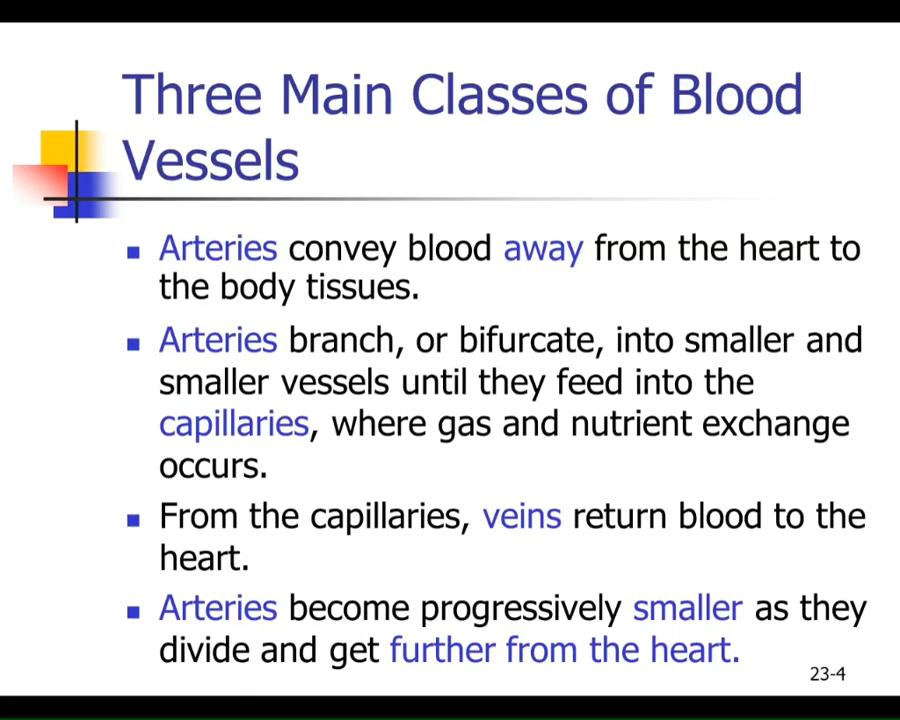 Three Main Classes of Blood
Vessels
Arteries convey blood away from the heart to
the body tissues.
Arteries branch, or bifurcate, into smaller and
smaller vessels until they feed into the
capillaries, where gas and nutrient exchange
occurs.
From the capillaries, veins return blood to the
heart.
Arteries become progressively smaller as they
divide and get further from the heart.
23-4